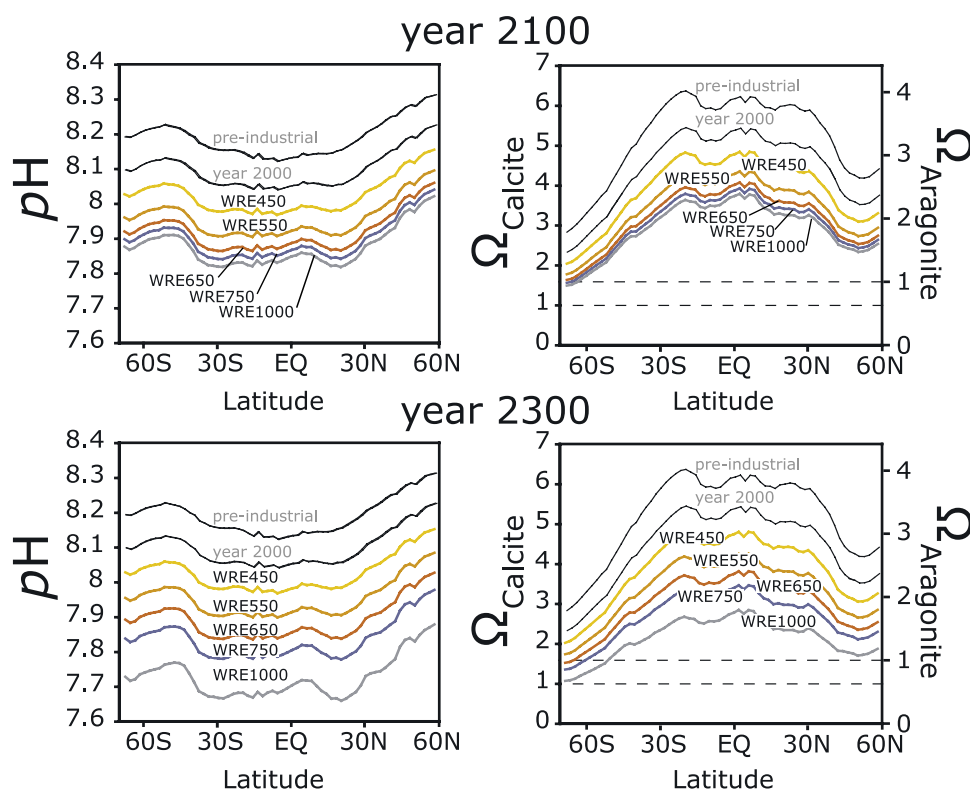 year 2100
8.4
8.3
8.2
8.1
8
7.9
7.8
7.7
7.6
pH
pre-industrial
year 2000
WRE450
WRE550
WRE650
WRE750
WRE1000
60S 30S EQ 30N 60N
Latitude
7
6
5
4
3
2
1
0
Ω Calcite
pre-industrial
year 2000
WRE450
WRE550
WRE650
WRE750
WRE1000
4
3
2
1
0
Ω Aragonite
60S EQ 30N 60N
Latitude
year 2300
8.4
8.3
8.2
8.1
8
7.9
7.8
7.7
7.6
pH
pre-industrial
year 2000
WRE450
WRE550
WRE650
WRE750
WRE1000
60S 30S EQ 30N 60N
Latitude
7
6
5
4
3
2
1
0
Ω Calcite
pre-industrial
year 2000
WRE450
WRE550
WRE650
WRE750
WRE1000
4
3
2
1
0
Ω Aragonite
60S 30S EQ 30N 60N
Latitude